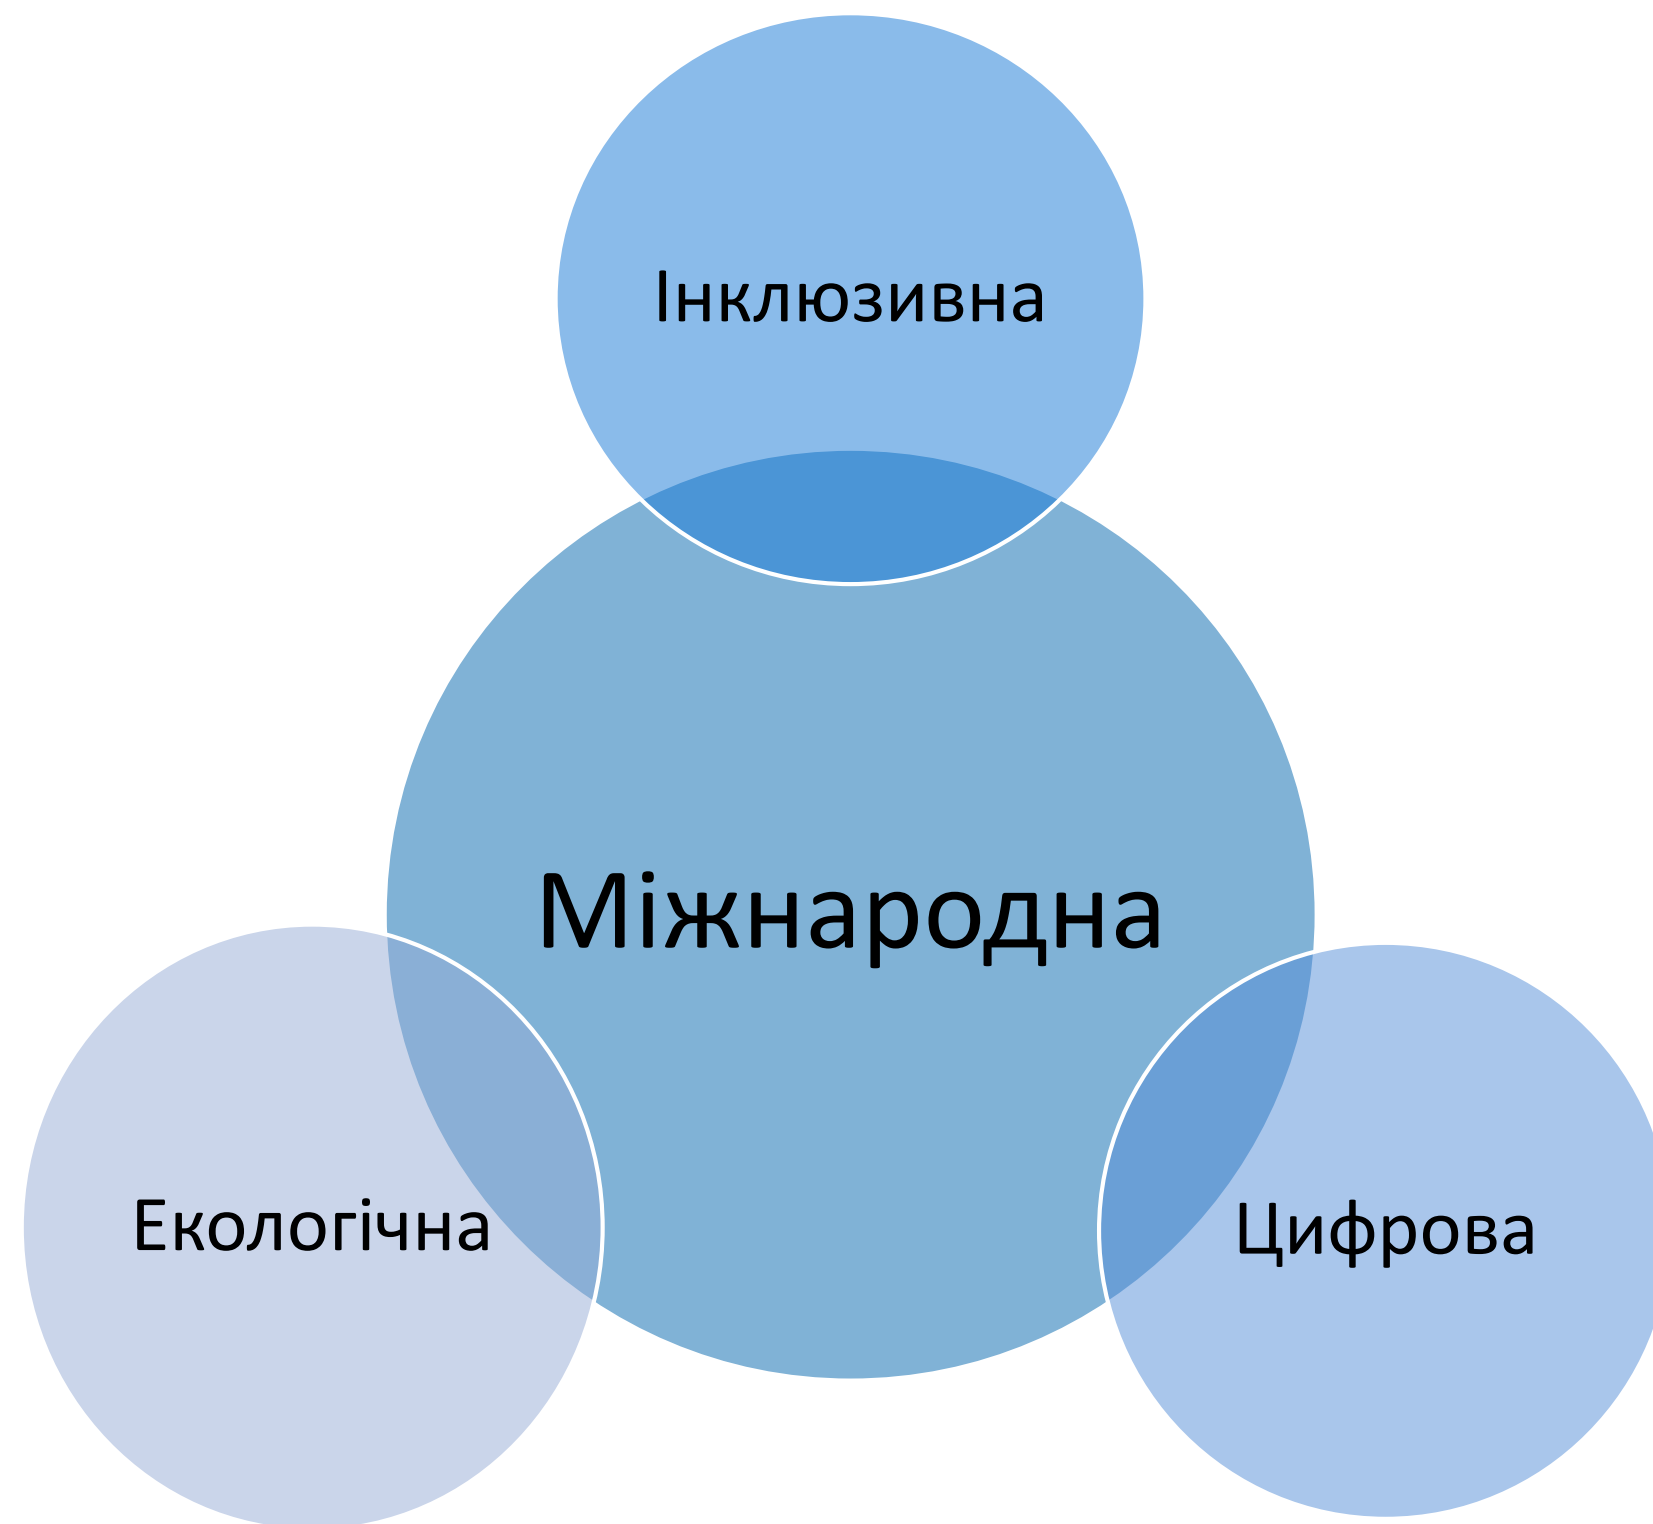 Інклюзивна
Міжнародна
Екологічна
Цифрова